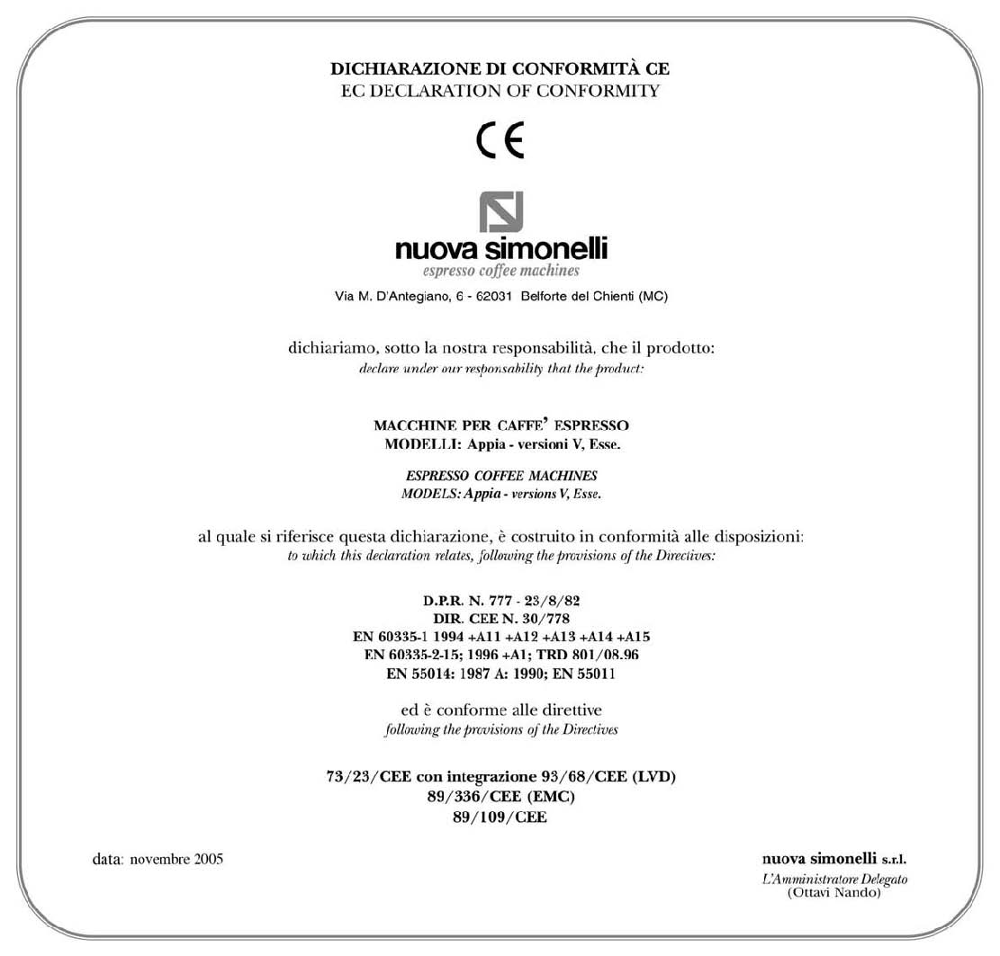 DICHIARAZIONE DI CONFORMITÀ CE
EC DECLARATION OF CONFORMITY
CE
nuova simonelli
espresso coffee machines
Via M. D'Antegiano, 6 - 62031 Belforte del Chienti (MC)
dichiariamo, sotto la nostra responsabilità, che il prodotto:
declare under our responsability that the product:
MACCHINE PER CAFFE’ ESPRESSO
MODELLI: Appia - versioni V, Esse.
ESPRESSO COFFEE MACHINES
MODELS: Appia - versions V, Esse.
al quale si riferisce questa dichiarazione, è costruito in conformità alle disposizioni:
to which this declaration relates, following the provisions of the Directives:
D.P.R. N. 777 - 23/8/82
DIR. CEE N. 30/778
EN 60335-1 1994 +A11 +A12 +A13 +A14 +A15
EN 60335-2-15; 1996 +A1; TRD 801/08.96
EN 55014: 1987 A: 1990; EN 55011
ed è conforme alle direttive
following the provisions of the Directives
73/23/CEE con integrazione 93/68/CEE (LVD)
89/336/CEE (EMC)
89/109/CEE
data: novembre 2005
nuova simonelli s.r.l.
L'Amministratore Delegato
(Ottavi Nando)